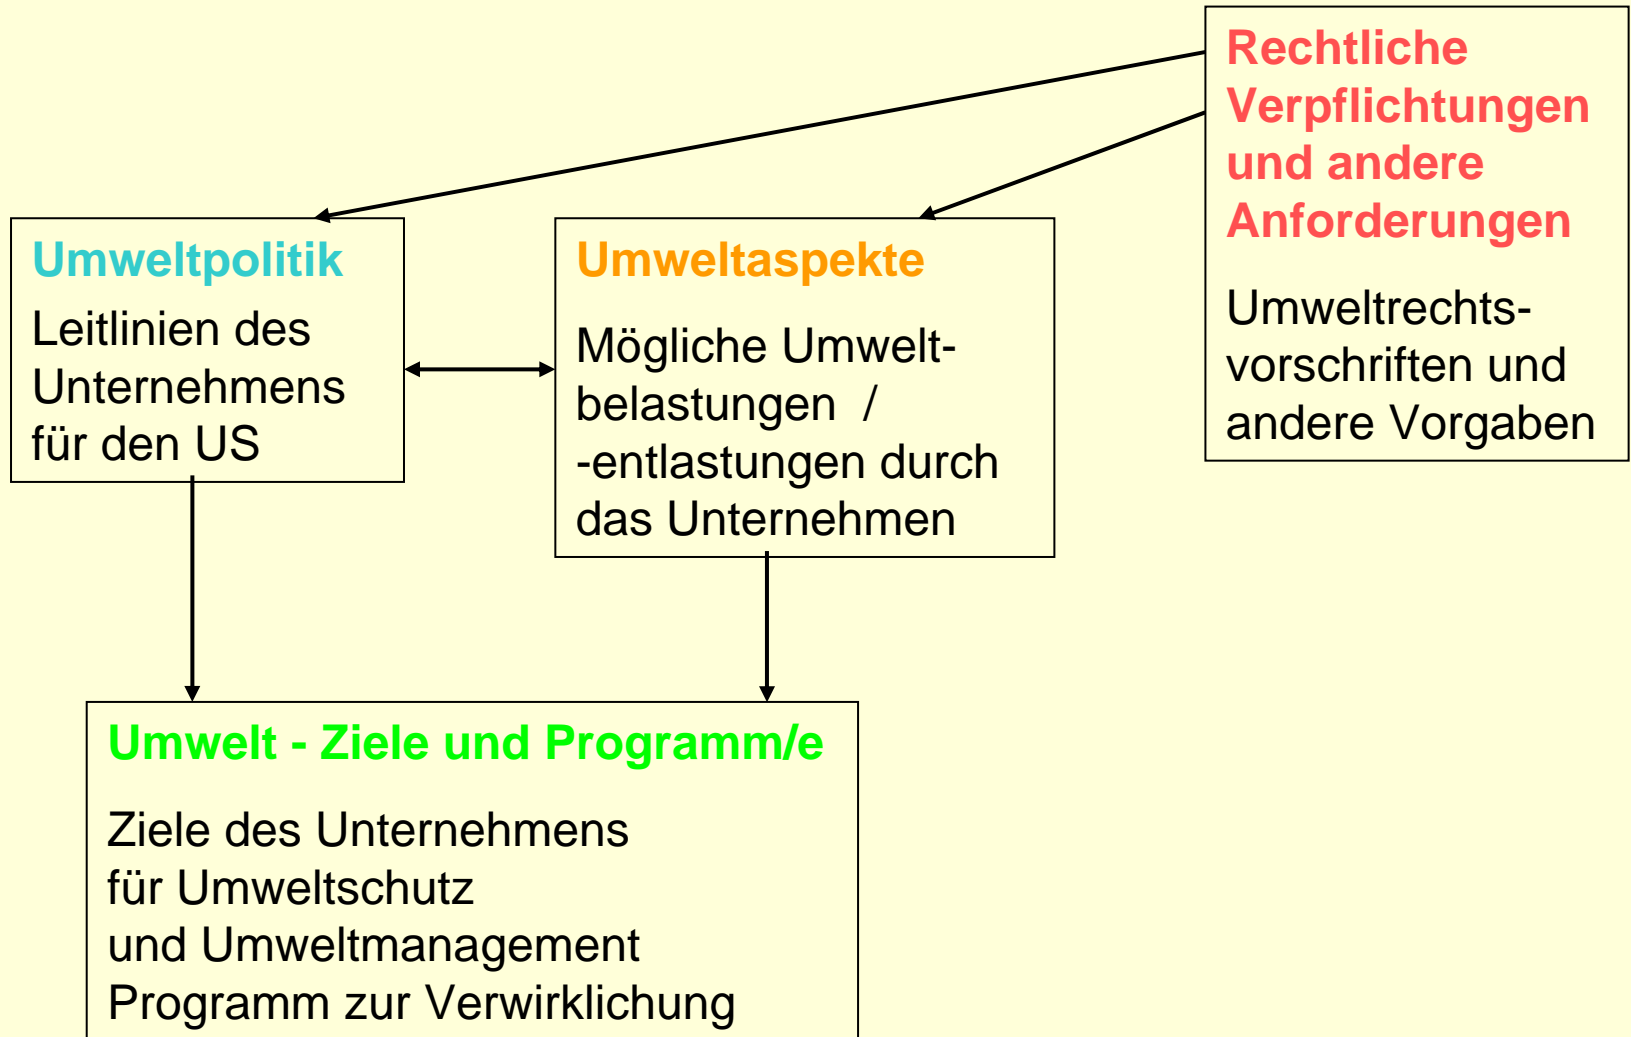 Rechtliche
Verpflichtungen
und andere
Anforderungen
Umweltrechts-
vorschriften und
andere Vorgaben
Umweltpolitik
Leitlinien des
Unternehmens
für den US
Umweltaspekte
Mögliche Umwelt-
belastungen /
-entlastungen durch
das Unternehmen
Umwelt - Ziele und Programm/e
Ziele des Unternehmens
für Umweltschutz
und Umweltmanagement
Programm zur Verwirklichung